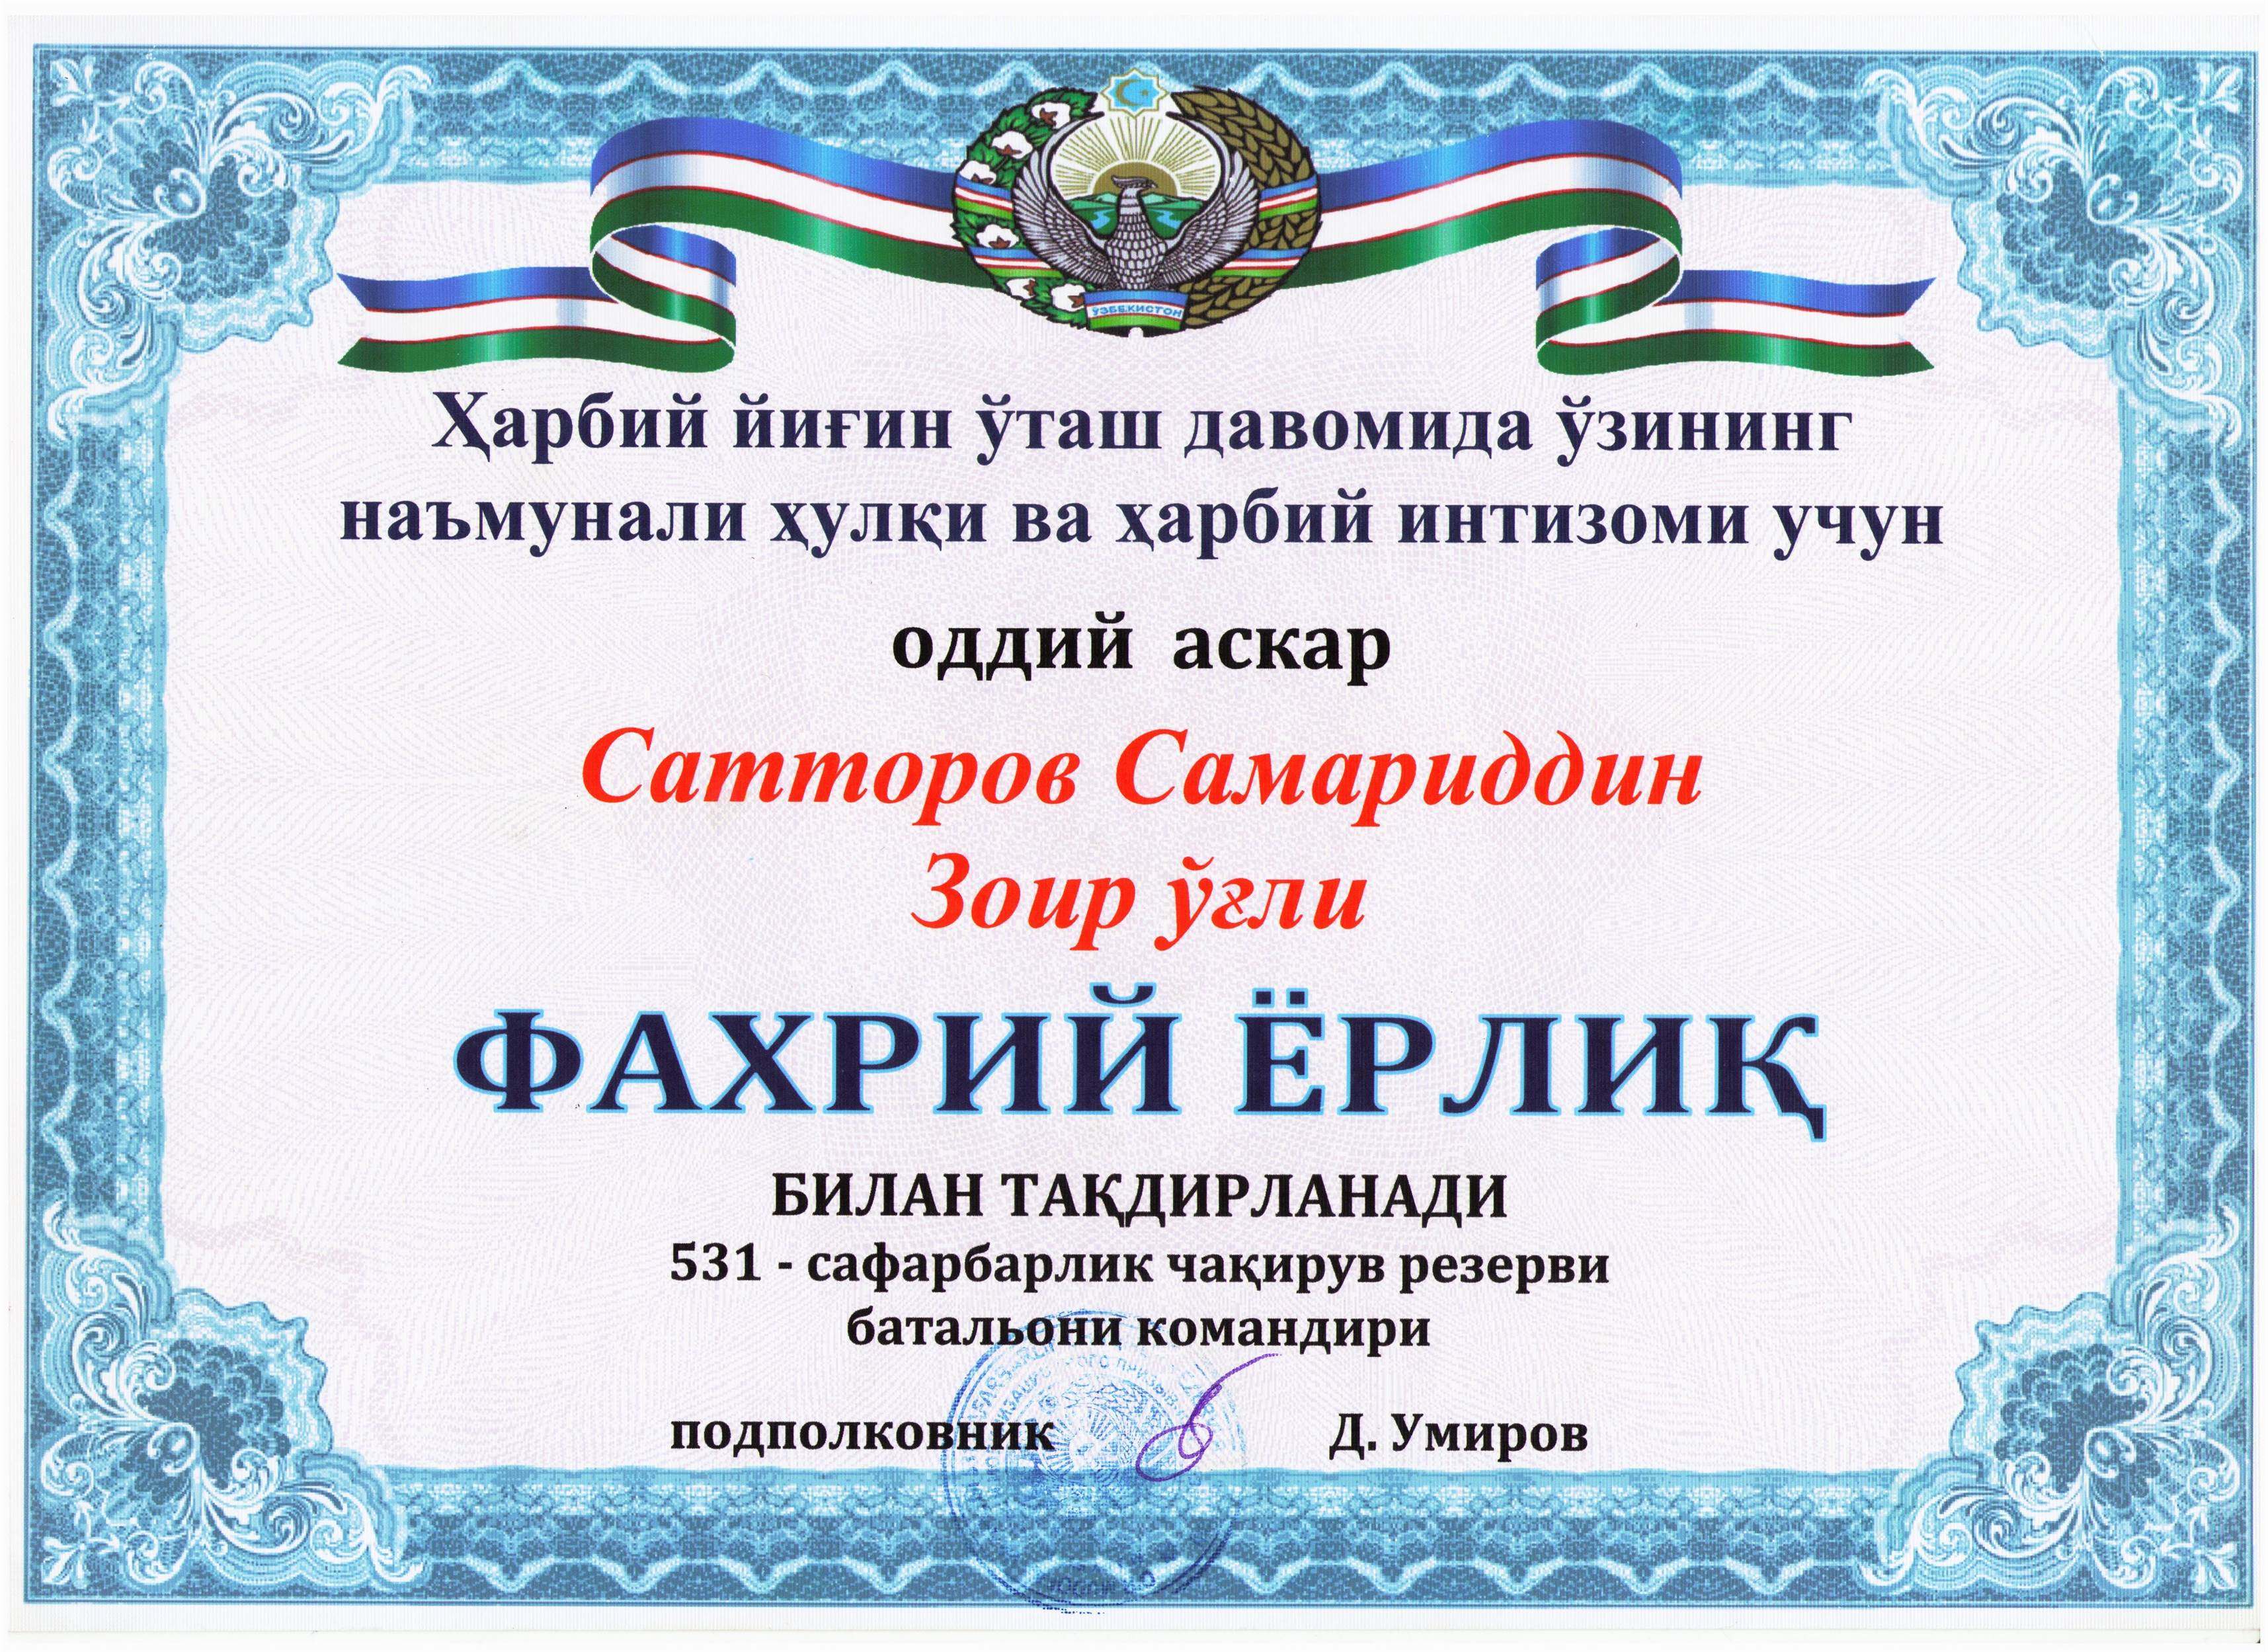 ЎЗБЕКИСТОН
Ҳарбий йиғин ўташ давомида ўзининг
наъмунали ҳулқи ва ҳарбий интизоми учун
оддий аскар
Сатторов Самариддин
Зоир ўғли
ФАХРИЙ ЁРЛИҚ
БИЛАН ТАҚДИРЛАНАДИ
531 - сафарбарлик чақирув резерви
батальони командири
подполковник Д. Умиров